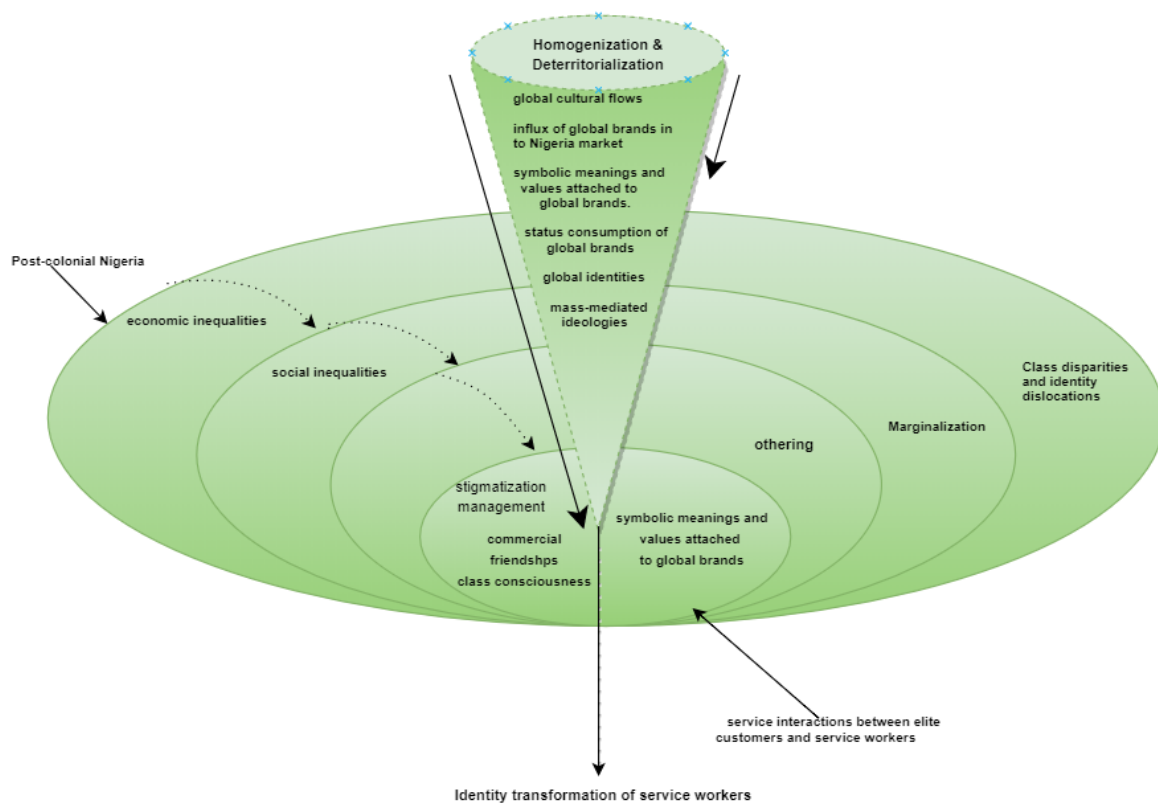 Homogenization &
Deterritorialization
global cultural flows
influx of global brands in
to Nigeria market
symbolic meanings and
values attached to
global brands.
status consumption of
global brands
global identities
mass-mediated
ideologies
Post-colonial Nigeria
economic inequalities
social inequalities
Class disparities
and identity
dislocations
Marginalization
othering
stigmatization
management
commercial
friendshps
class consciousness
symbolic meanings and
values attached
to global brands
service interactions between elite
customers and service workers
Identity transformation of service workers